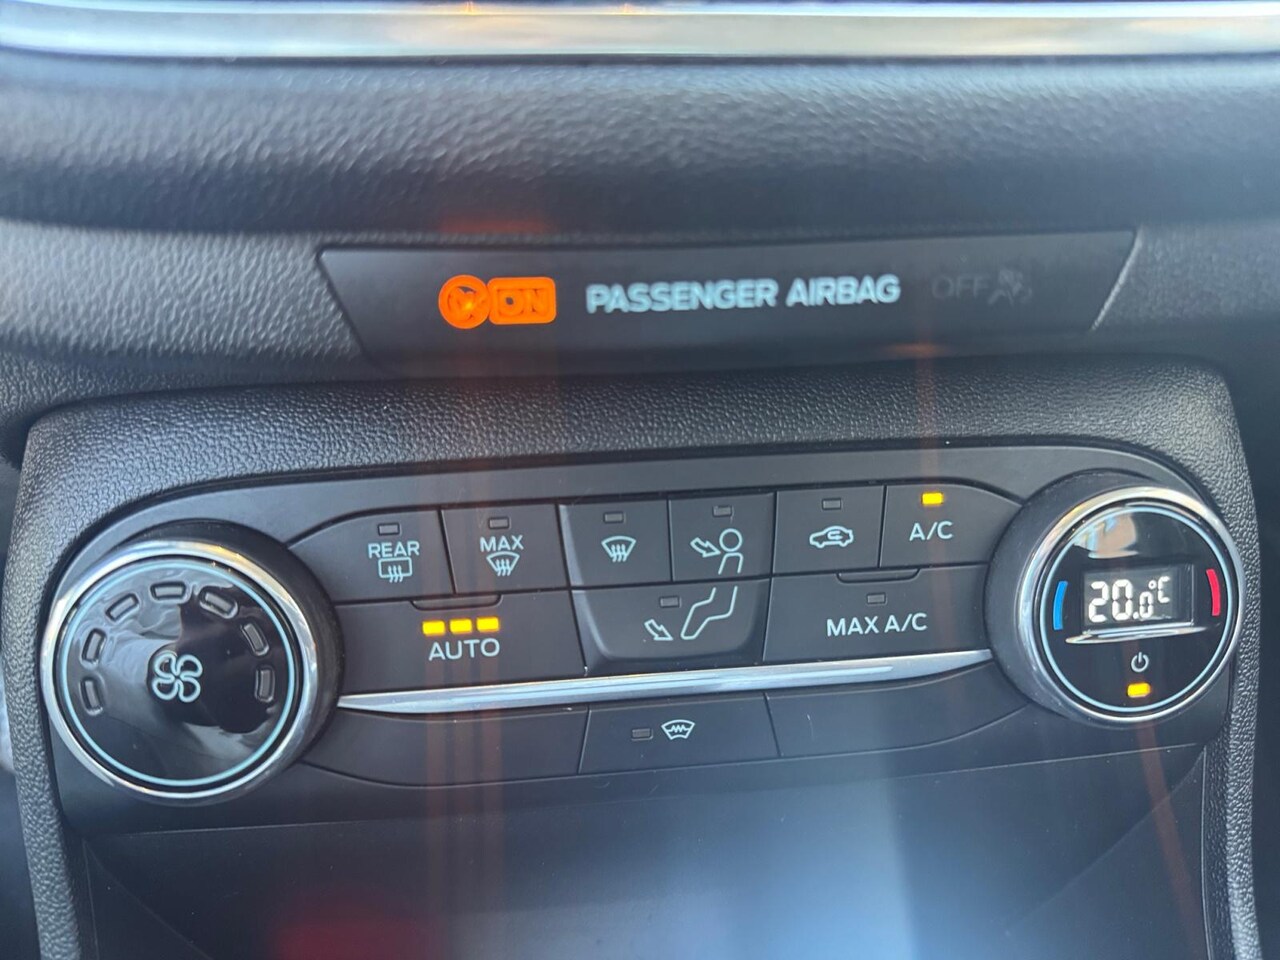 ON PASSENGER AIRBAG OFF
REAR MAX A/C
AUTO MAX A/C
20.0°C